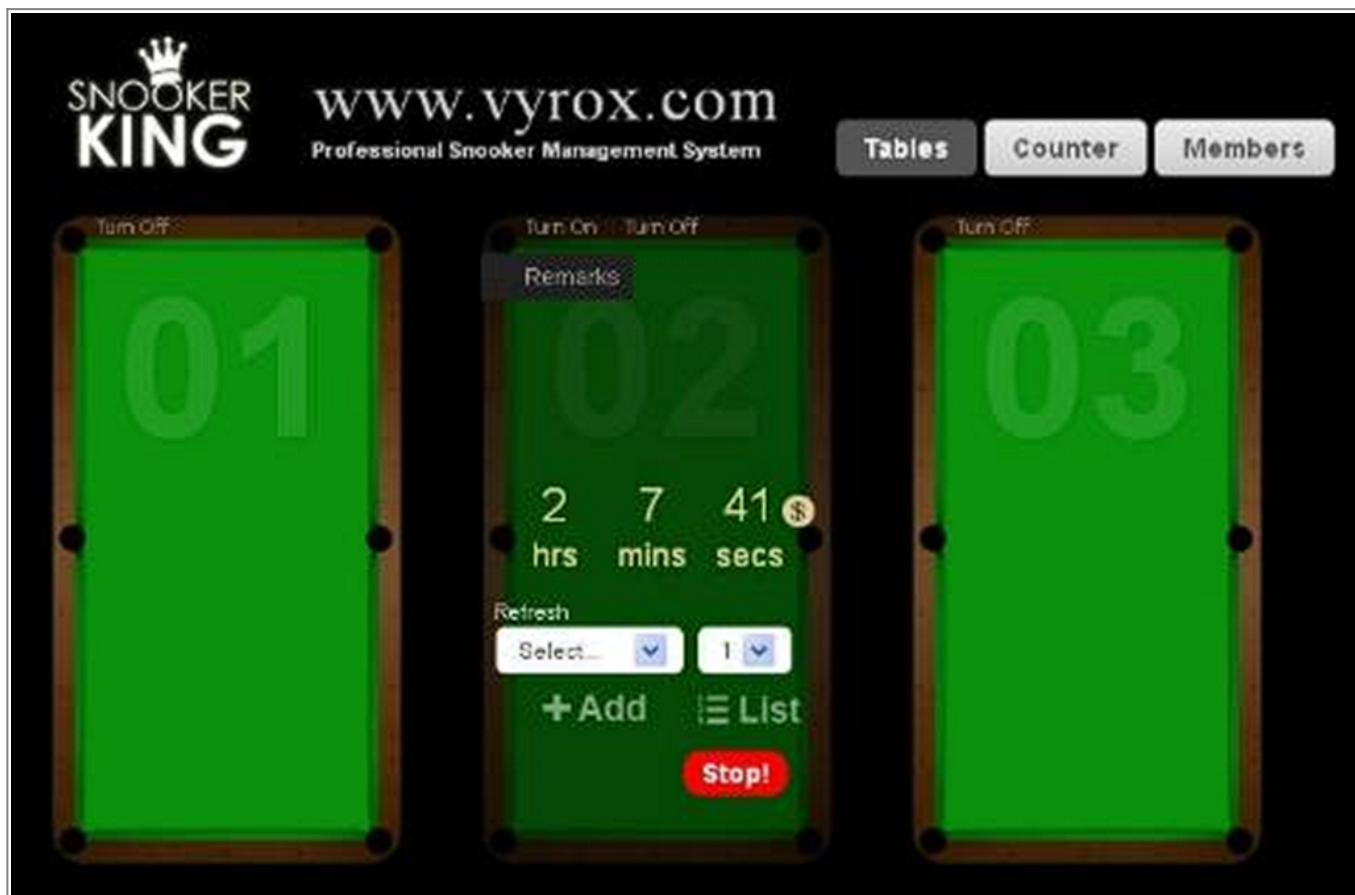 SNOOKER
KING
www.vyrox.com
Professional Snooker Management System
Tables
Counter
Members
Turn Off
Turn On
Turn Off
Turn Off
Remarks
01
02
03
2 7 41 $
hrs mins secs
Refresh
Select...
1
+ Add
List
Stop!